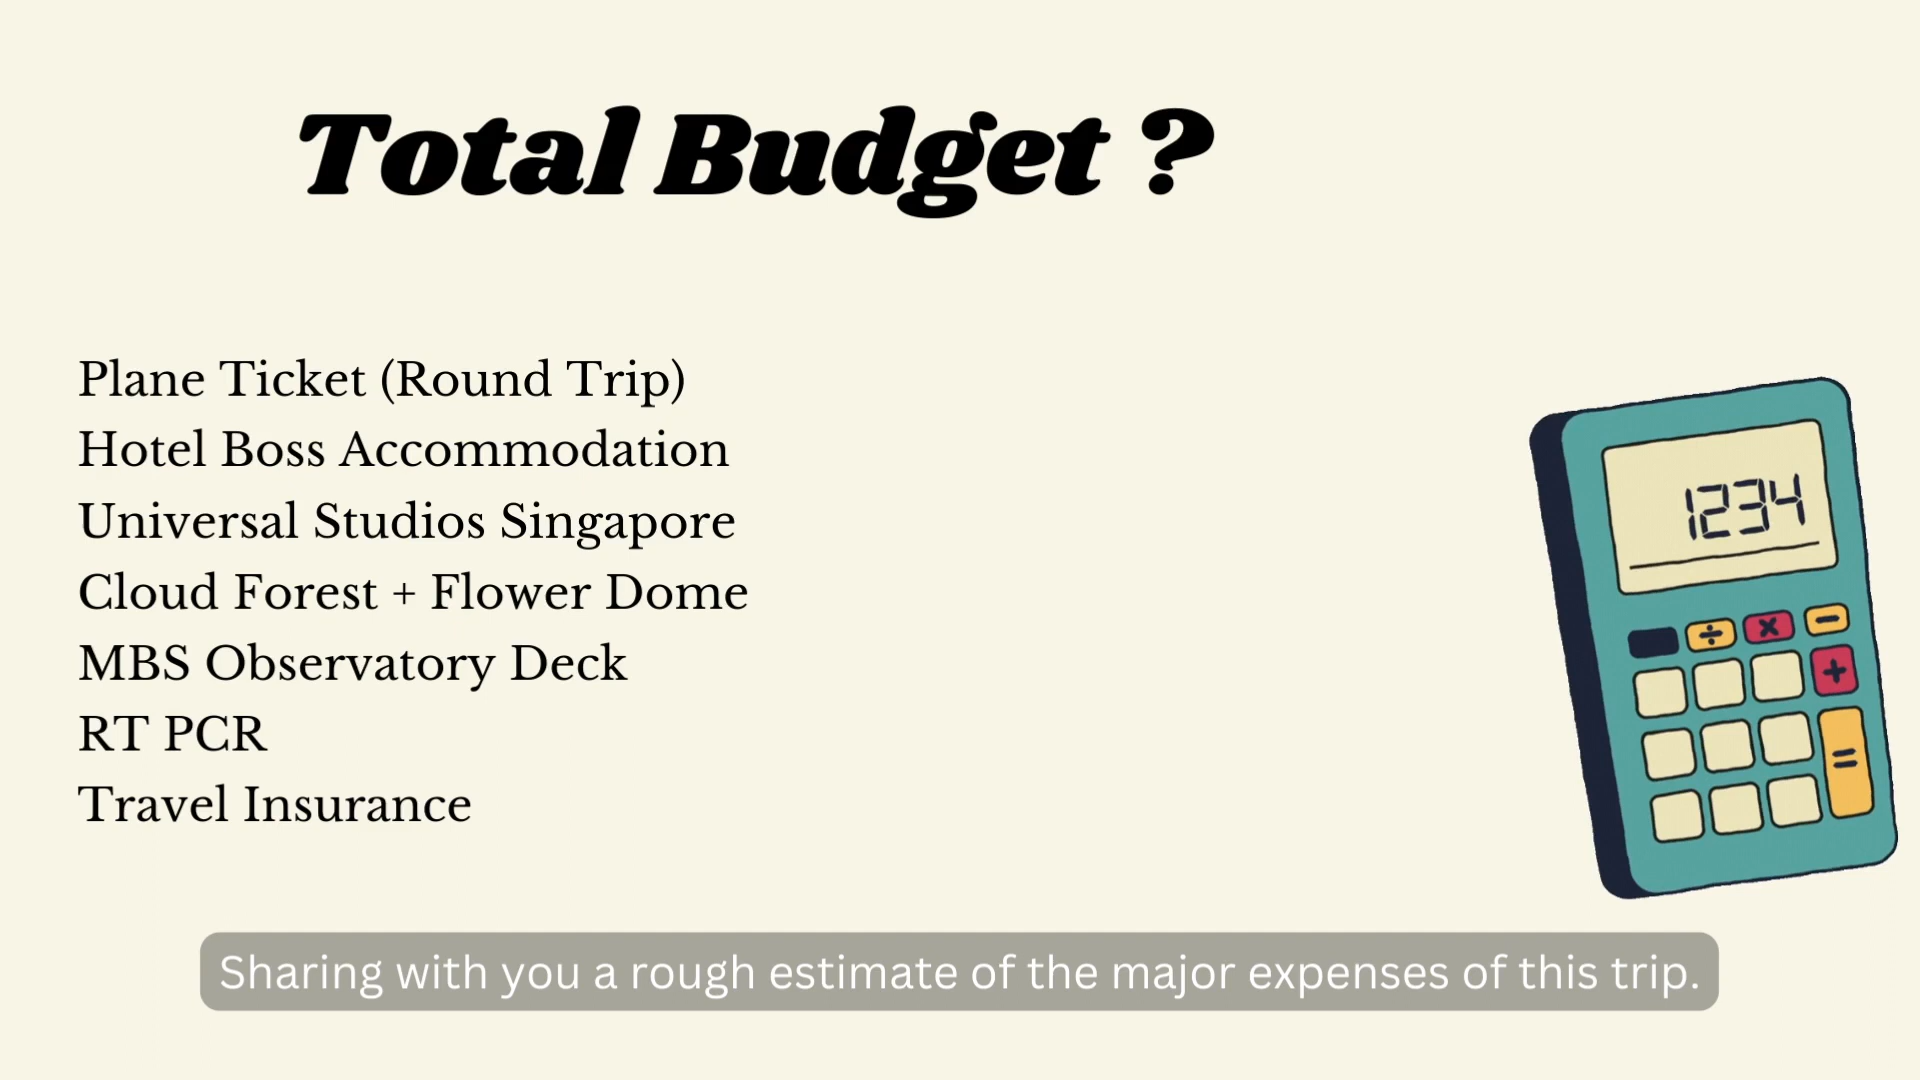 Total Budget ?
Plane Ticket (Round Trip)
Hotel Boss Accommodation
Universal Studios Singapore
Cloud Forest + Flower Dome
MBS Observatory Deck
RT PCR
Travel Insurance
1234
÷ × −
+
=
Sharing with you a rough estimate of the major expenses of this trip.